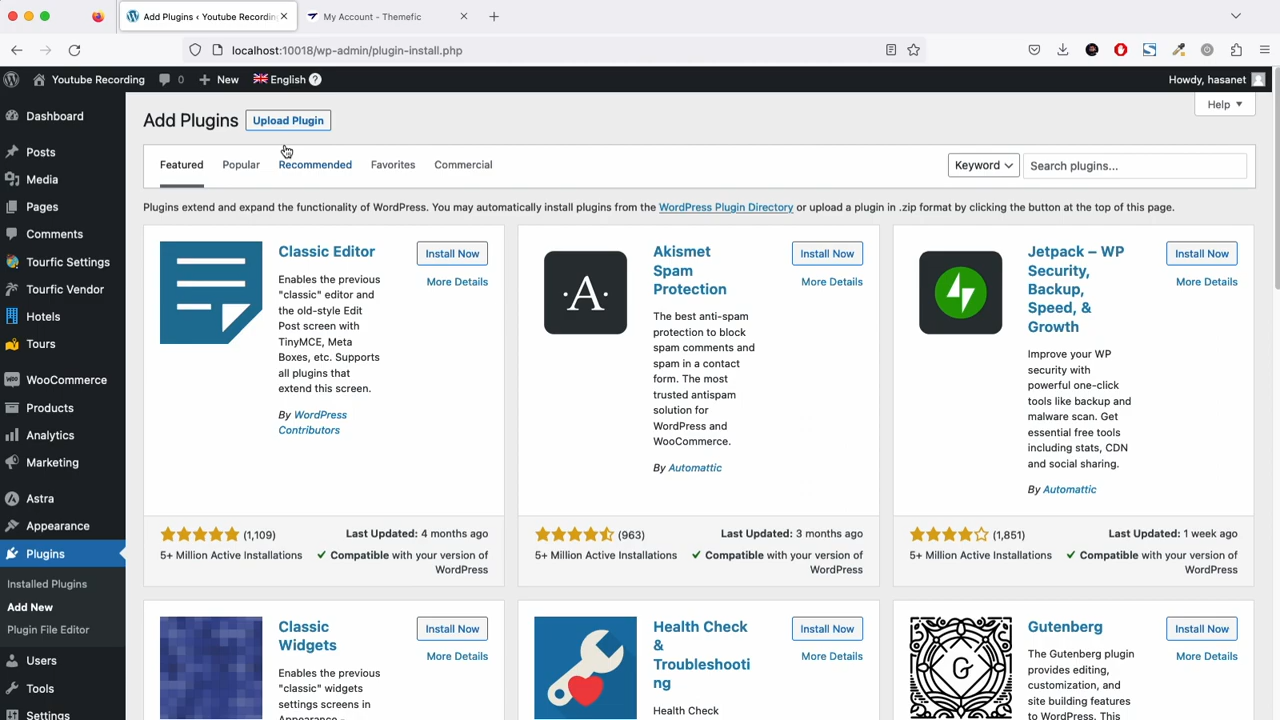 Add Plugins ‹ Youtube Recording
My Account - Themefic
localhost:10018/wp-admin/plugin-install.php
Youtube Recording
0
New
English
Howdy, hasanet
Dashboard
Posts
Media
Pages
Comments
Tourfic Settings
Tourfic Vendor
Hotels
Tours
WooCommerce
Products
Analytics
Marketing
Astra
Appearance
Plugins
Installed Plugins
Add New
Plugin File Editor
Users
Tools
Settings
Help
Add Plugins
Upload Plugin
Featured
Popular
Recommended
Favorites
Commercial
Keyword
Search plugins...
Plugins extend and expand the functionality of WordPress. You may automatically install plugins from the WordPress Plugin Directory or upload a plugin in .zip format by clicking the button at the top of this page.
Classic Editor
Install Now
More Details
Enables the previous
"classic" editor and
the old-style Edit
Post screen with
TinyMCE, Meta
Boxes, etc. Supports
all plugins that
extend this screen.
By WordPress
Contributors
(1,109)
Last Updated: 4 months ago
5+ Million Active Installations
Compatible with your version of
WordPress
·A·
Akismet
Spam
Protection
Install Now
More Details
The best anti-spam
protection to block
spam comments and
spam in a contact
form. The most
trusted antispam
solution for
WordPress and
WooCommerce.
By Automattic
(963)
Last Updated: 3 months ago
5+ Million Active Installations
Compatible with your version of
WordPress
Jetpack – WP
Security,
Backup,
Speed, &
Growth
Install Now
More Details
Improve your WP
security with
powerful one-click
tools like backup and
malware scan. Get
essential free tools
including stats, CDN
and social sharing.
By Automattic
(1,851)
Last Updated: 1 week ago
5+ Million Active Installations
Compatible with your version of
WordPress
Classic
Widgets
Install Now
More Details
Enables the previous
"classic" widgets
settings screens in
Appearance –
Health Check
&
Troubleshooti
ng
Install Now
More Details
Health Check
G
Gutenberg
Install Now
More Details
The Gutenberg plugin
provides editing,
customization, and
site building features
to WordPress. This